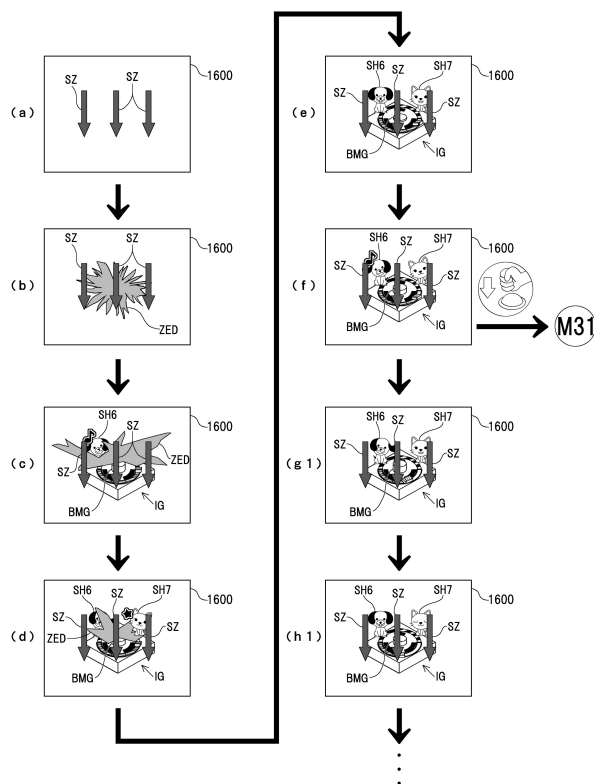 (a)
SZ SZ 1600
(b)
SZ SZ 1600
ZED
(c)
SH6 1600
SZ
ZED
SZ
BMG IG
(d)
SH6 SZ SH7 1600
SZ SZ
ZED
BMG IG
(e)
SH6 SZ SH7 1600
SZ SZ
BMG IG
(f)
SH6 SZ SH7 1600
SZ SZ
BMG IG
M31
(g1)
SH6 SZ SH7 1600
SZ SZ
BMG IG
(h1)
SH6 SZ SH7 1600
SZ SZ
BMG IG